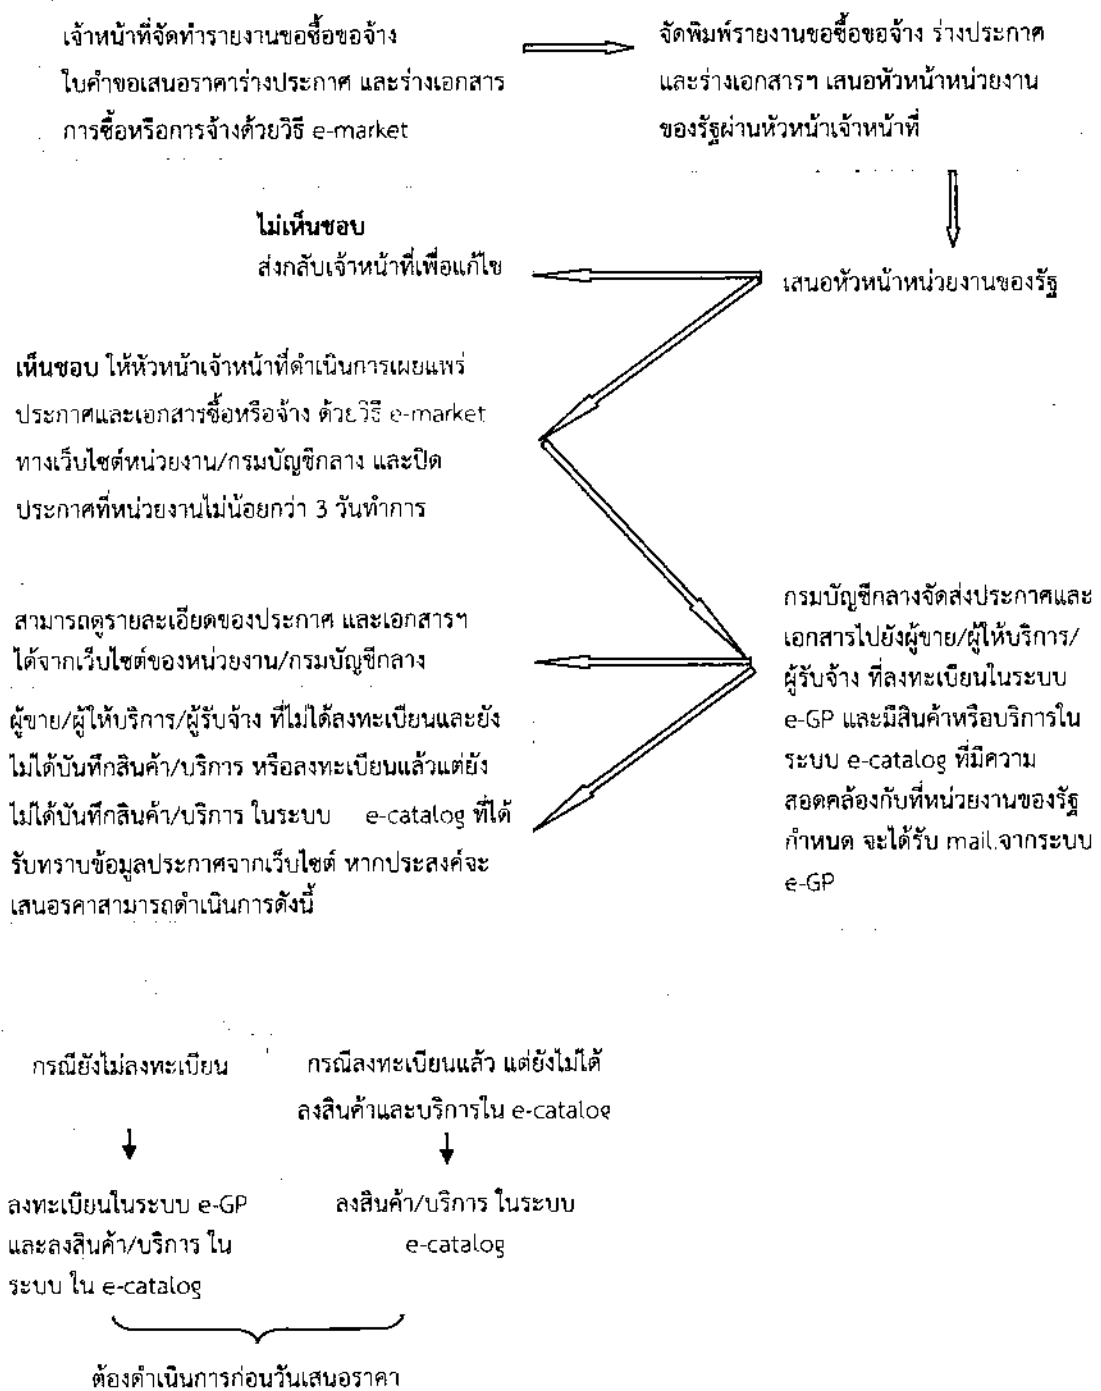 เจ้าหน้าที่จัดทำรายงานขอซื้อขอจ้าง
ใบคำขอเสนอราคาร่างประกาศ และร่างเอกสาร
การซื้อหรือการจ้างด้วยวิธี e-market
จัดพิมพ์รายงานขอซื้อขอจ้าง ร่างประกาศ
และร่างเอกสารฯ เสนอหัวหน้าหน่วยงาน
ของรัฐผ่านหัวหน้าเจ้าหน้าที่
ไม่เห็นชอบ
ส่งกลับเจ้าหน้าที่เพื่อแก้ไข
เสนอหัวหน้าหน่วยงานของรัฐ
เห็นชอบ ให้หัวหน้าเจ้าหน้าที่ดำเนินการเผยแพร่
ประกาศและเอกสารซื้อหรือจ้าง ด้วยวิธี e-market
ทางเว็บไซต์หน่วยงาน/กรมบัญชีกลาง และปิด
ประกาศที่หน่วยงานไม่น้อยกว่า 3 วันทำการ
สามารถดูรายละเอียดของประกาศ และเอกสารฯ
ได้จากเว็บไซต์ของหน่วยงาน/กรมบัญชีกลาง
ผู้ขาย/ผู้ให้บริการ/ผู้รับจ้าง ที่ไม่ได้ลงทะเบียนและยัง
ไม่ได้บันทึกสินค้า/บริการ หรือลงทะเบียนแล้วแต่ยัง
ไม่ได้บันทึกสินค้า/บริการ ในระบบ e-catalog ที่ได้
รับทราบข้อมูลประกาศจากเว็บไซต์ หากประสงค์จะ
เสนอรคาสามารถดำเนินการดังนี้
กรมบัญชีกลางจัดส่งประกาศและ
เอกสารไปยังผู้ขาย/ผู้ให้บริการ/
ผู้รับจ้าง ที่ลงทะเบียนในระบบ
e-GP และมีสินค้าหรือบริการใน
ระบบ e-catalog ที่มีความ
สอดคล้องกับที่หน่วยงานของรัฐ
กำหนด จะได้รับ mail.จากระบบ
e-GP
กรณียังไม่ลงทะเบียน
กรณีลงทะเบียนแล้ว แต่ยังไม่ได้
ลงสินค้าและบริการใน e-catalog
ลงทะเบียนในระบบ e-GP
และลงสินค้า/บริการ ใน
ระบบ ใน e-catalog
ลงสินค้า/บริการ ในระบบ
e-catalog
ต้องดำเนินการก่อนวันเสนอราคา